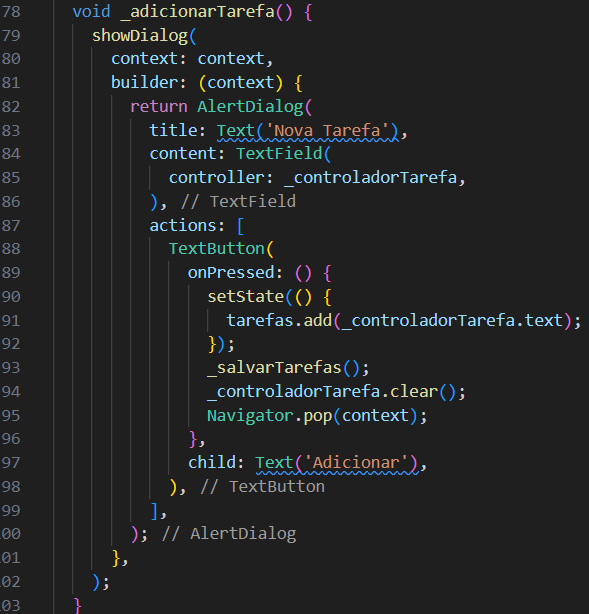 78 void _adicionarTarefa() {
79 showDialog(
80 context: context,
81 builder: (context) {
82 return AlertDialog(
83 title: Text('Nova Tarefa'),
84 content: TextField(
85 controller: _controladorTarefa,
86 ), // TextField
87 actions: [
88 TextButton(
89 onPressed: () {
90 setState(() {
91 tarefas.add(_controladorTarefa.text);
92 });
93 _salvarTarefas();
94 _controladorTarefa.clear();
95 Navigator.pop(context);
96 },
97 child: Text('Adicionar'),
98 ), // TextButton
99 ],
00 ); // AlertDialog
01 },
02 );
03 }